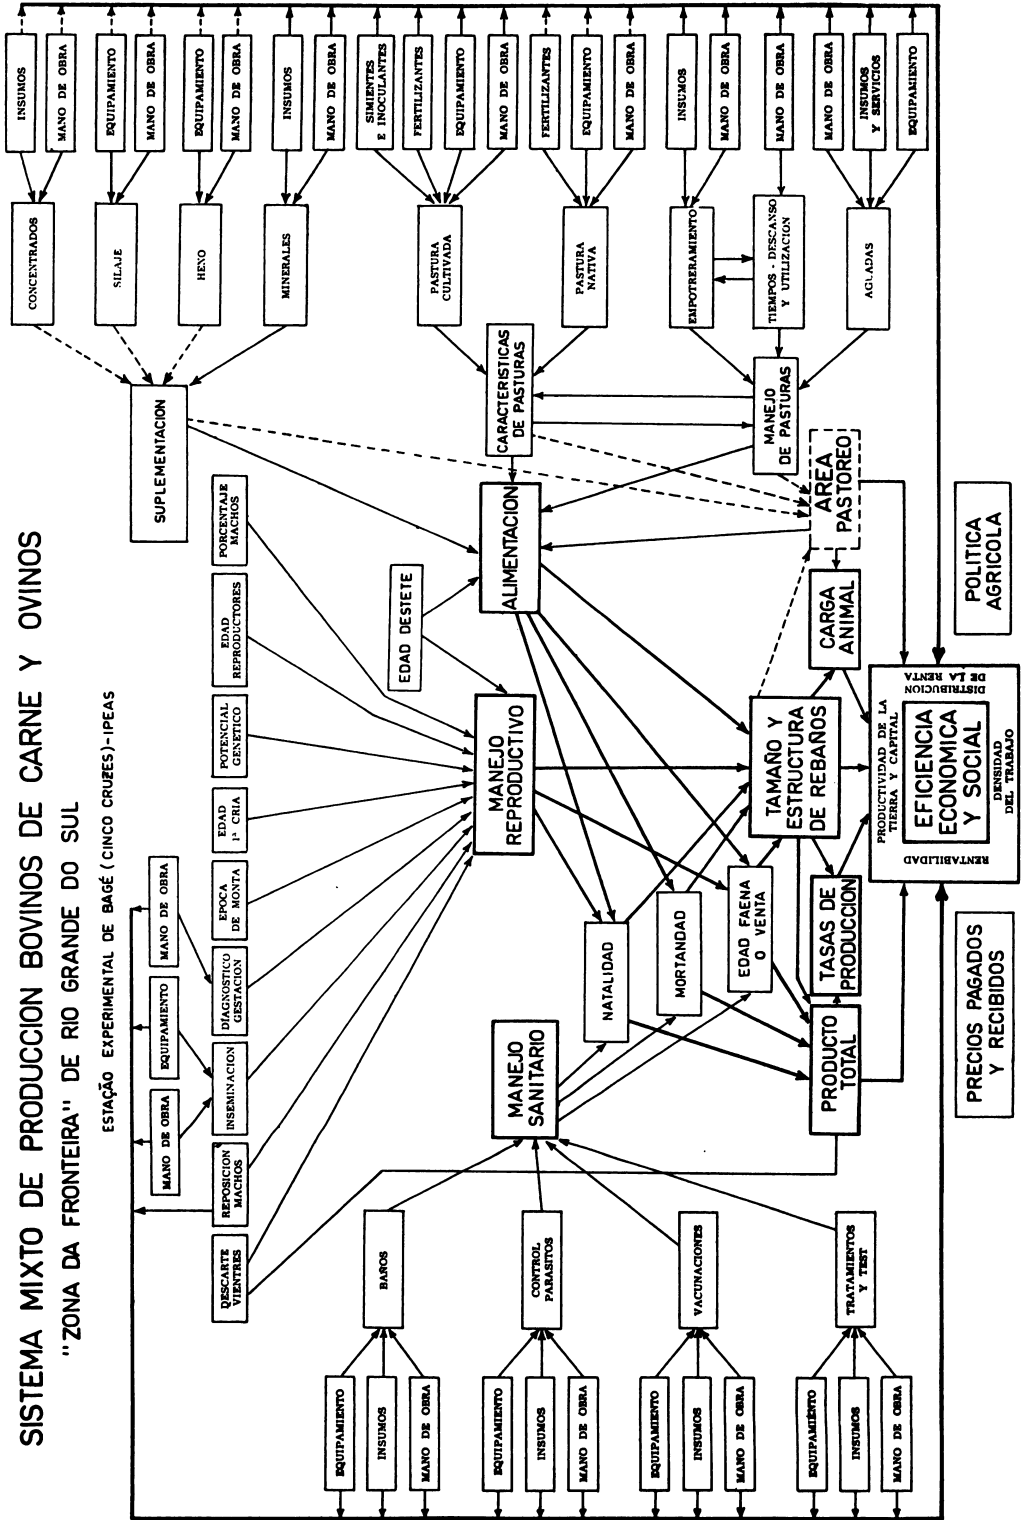 SISTEMA MIXTO DE PRODUCCION BOVINOS DE CARNE Y OVINOS
"ZONA DA FRONTEIRA" DE RIO GRANDE DO SUL
ESTAÇÃO EXPERIMENTAL DE BAGÉ (CINCO CRUZES)-IPEAS
MANO DE OBRA
EQUIPAMIENTO
MANO DE OBRA
DESCARTE
VIENTRES
REPOSICION
MACHOS
INSEMINACION
DÍAGNOSTICO
GESTACION
EPOCA
DE MONTA
EDAD
1ª CRIA
POTENCIAL
GENETICO
EDAD
REPRODUCTORES
PORCENTAJE
MACHOS
EQUIPAMIENTO
INSUMOS
MANO DE OBRA
BAÑOS
EQUIPAMIENTO
INSUMOS
MANO DE OBRA
CONTROL
PARASITOS
EQUIPAMIENTO
INSUMOS
MANO DE OBRA
VACUNACIONES
EQUIPAMIENTO
INSUMOS
MANO DE OBRA
TRATAMIENTOS
Y TEST
MANEJO
SANITARIO
MANEJO
REPRODUCTIVO
EDAD DESTETE
ALIMENTACION
NATALIDAD
MORTANDAD
EDAD FAENA
O VENTA
TAMAÑO Y
ESTRUCTURA
DE REBAÑOS
PRODUCTO
TOTAL
TASAS DE
PRODUCCION
CARGA
ANIMAL
AREA
PASTOREO
SUPLEMENTACION
CARACTERISTICAS
DE PASTURAS
MANEJO
DE PASTURAS
CONCENTRADOS
INSUMOS
MANO DE OBRA
SILAJE
EQUIPAMIENTO
MANO DE OBRA
HENO
EQUIPAMIENTO
MANO DE OBRA
MINERALES
INSUMOS
MANO DE OBRA
PASTURA
CULTIVADA
SIMIENTES
E INOCULANTES
FERTILIZANTES
EQUIPAMIENTO
MANO DE OBRA
PASTURA
NATIVA
FERTILIZANTES
EQUIPAMIENTO
MANO DE OBRA
EMPOTRERAMIENTO
INSUMOS
MANO DE OBRA
TIEMPOS - DESCANSO
Y UTILIZACION
MANO DE OBRA
AGUADAS
MANO DE OBRA
INSUMOS
Y SERVICIOS
EQUIPAMIENTO
PRODUCTIVIDAD DE LA
TIERRA Y CAPITAL
RENTABILIDAD
EFICIENCIA
ECONOMICA
Y SOCIAL
DISTRIBUCION
DE LA RENTA
DENSIDAD
DEL TRABAJO
PRECIOS PAGADOS
Y RECIBIDOS
POLITICA
AGRICOLA